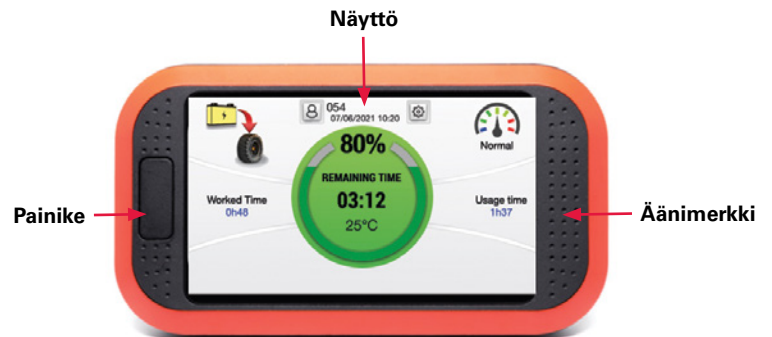 Näyttö
054
07/06/2021 10:20
80%
Normal
REMAINING TIME
03:12
25°C
Worked Time
0h48
Usage time
1h37
Painike
Äänimerkki